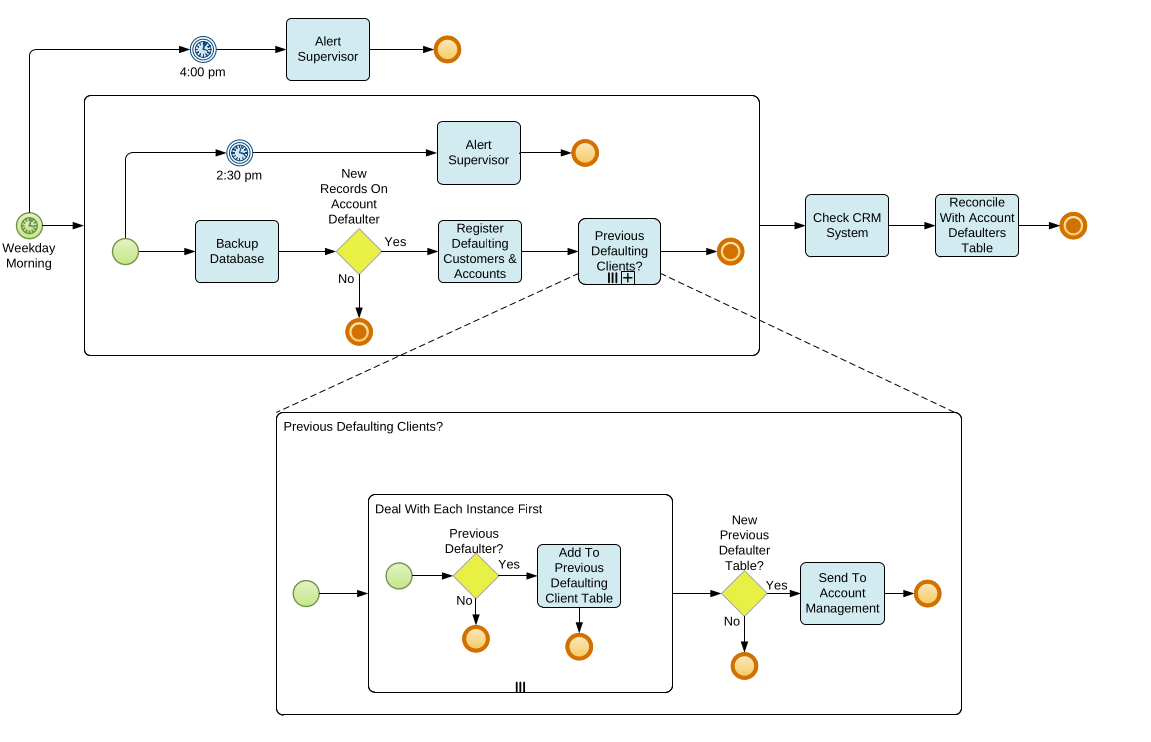 Alert
Supervisor
4:00 pm
Alert
Supervisor
2:30 pm
New
Records On
Account
Defaulter
Weekday
Morning
Backup
Database
Yes
No
Register
Defaulting
Customers &
Accounts
Previous
Defaulting
Clients?
Check CRM
System
Reconcile
With Account
Defaulters
Table
Previous Defaulting Clients?
Deal With Each Instance First
Previous
Defaulter?
Yes
No
Add To
Previous
Defaulting
Client Table
New
Previous
Defaulter
Table?
Yes
No
Send To
Account
Management